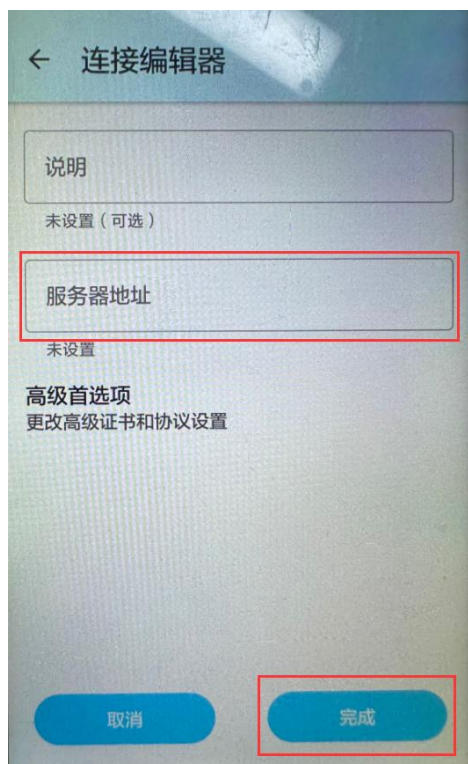 连接编辑器
说明
未设置（可选）
服务器地址
未设置
高级首选项
更改高级证书和协议设置
取消
完成